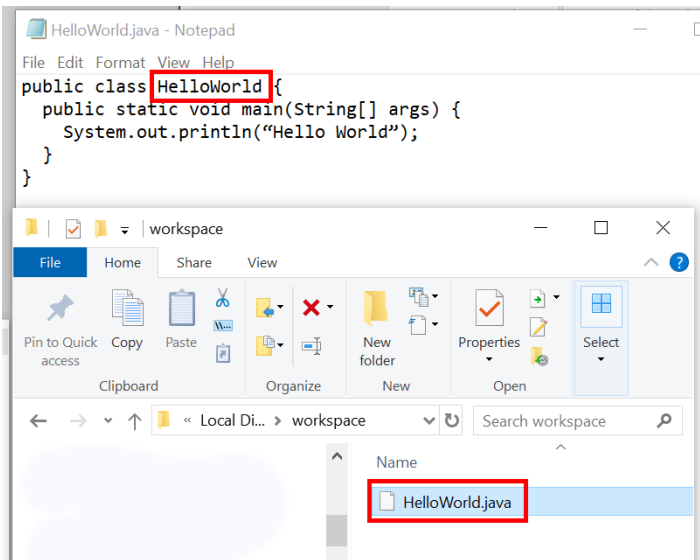 HelloWorld.java - Notepad
File Edit Format View Help
public class HelloWorld {
  public static void main(String[] args) {
    System.out.println(“Hello World”);
  }
}
workspace
File Home Share View
Pin to Quick access
Copy
Paste
Clipboard
Organize
New folder
New
Properties
Open
Select
« Local Di... > workspace
Search workspace
Name
HelloWorld.java